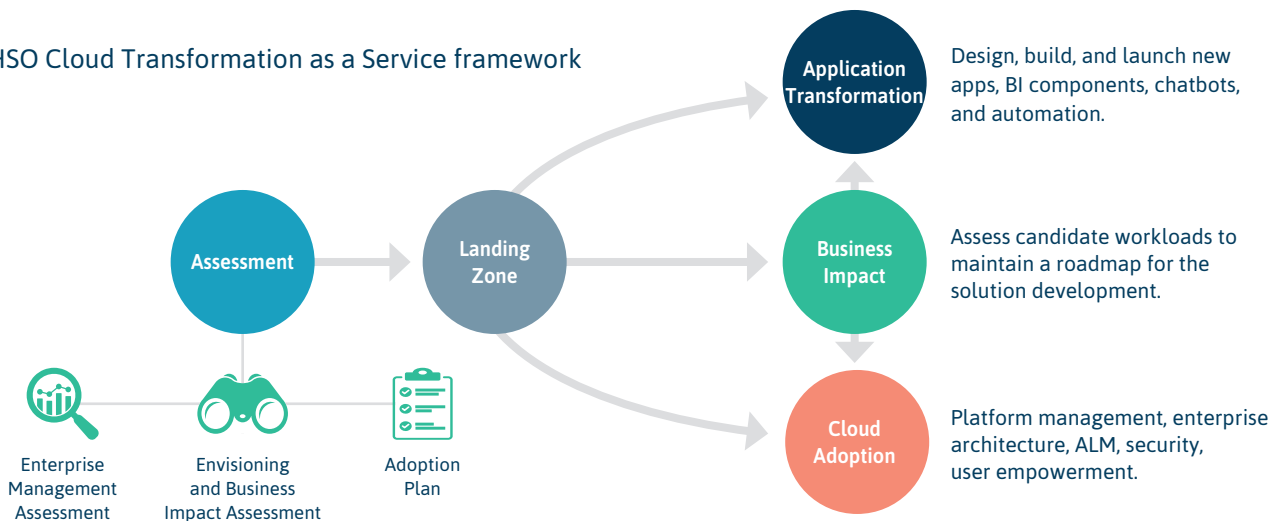 HSO Cloud Transformation as a Service framework
Application
Transformation
Design, build, and launch new
apps, BI components, chatbots,
and automation.
Assessment
Landing
Zone
Business
Impact
Assess candidate workloads to
maintain a roadmap for the
solution development.
Cloud
Adoption
Platform management, enterprise
architecture, ALM, security,
user empowerment.
Enterprise
Management
Assessment
Envisioning
and Business
Impact Assessment
Adoption
Plan